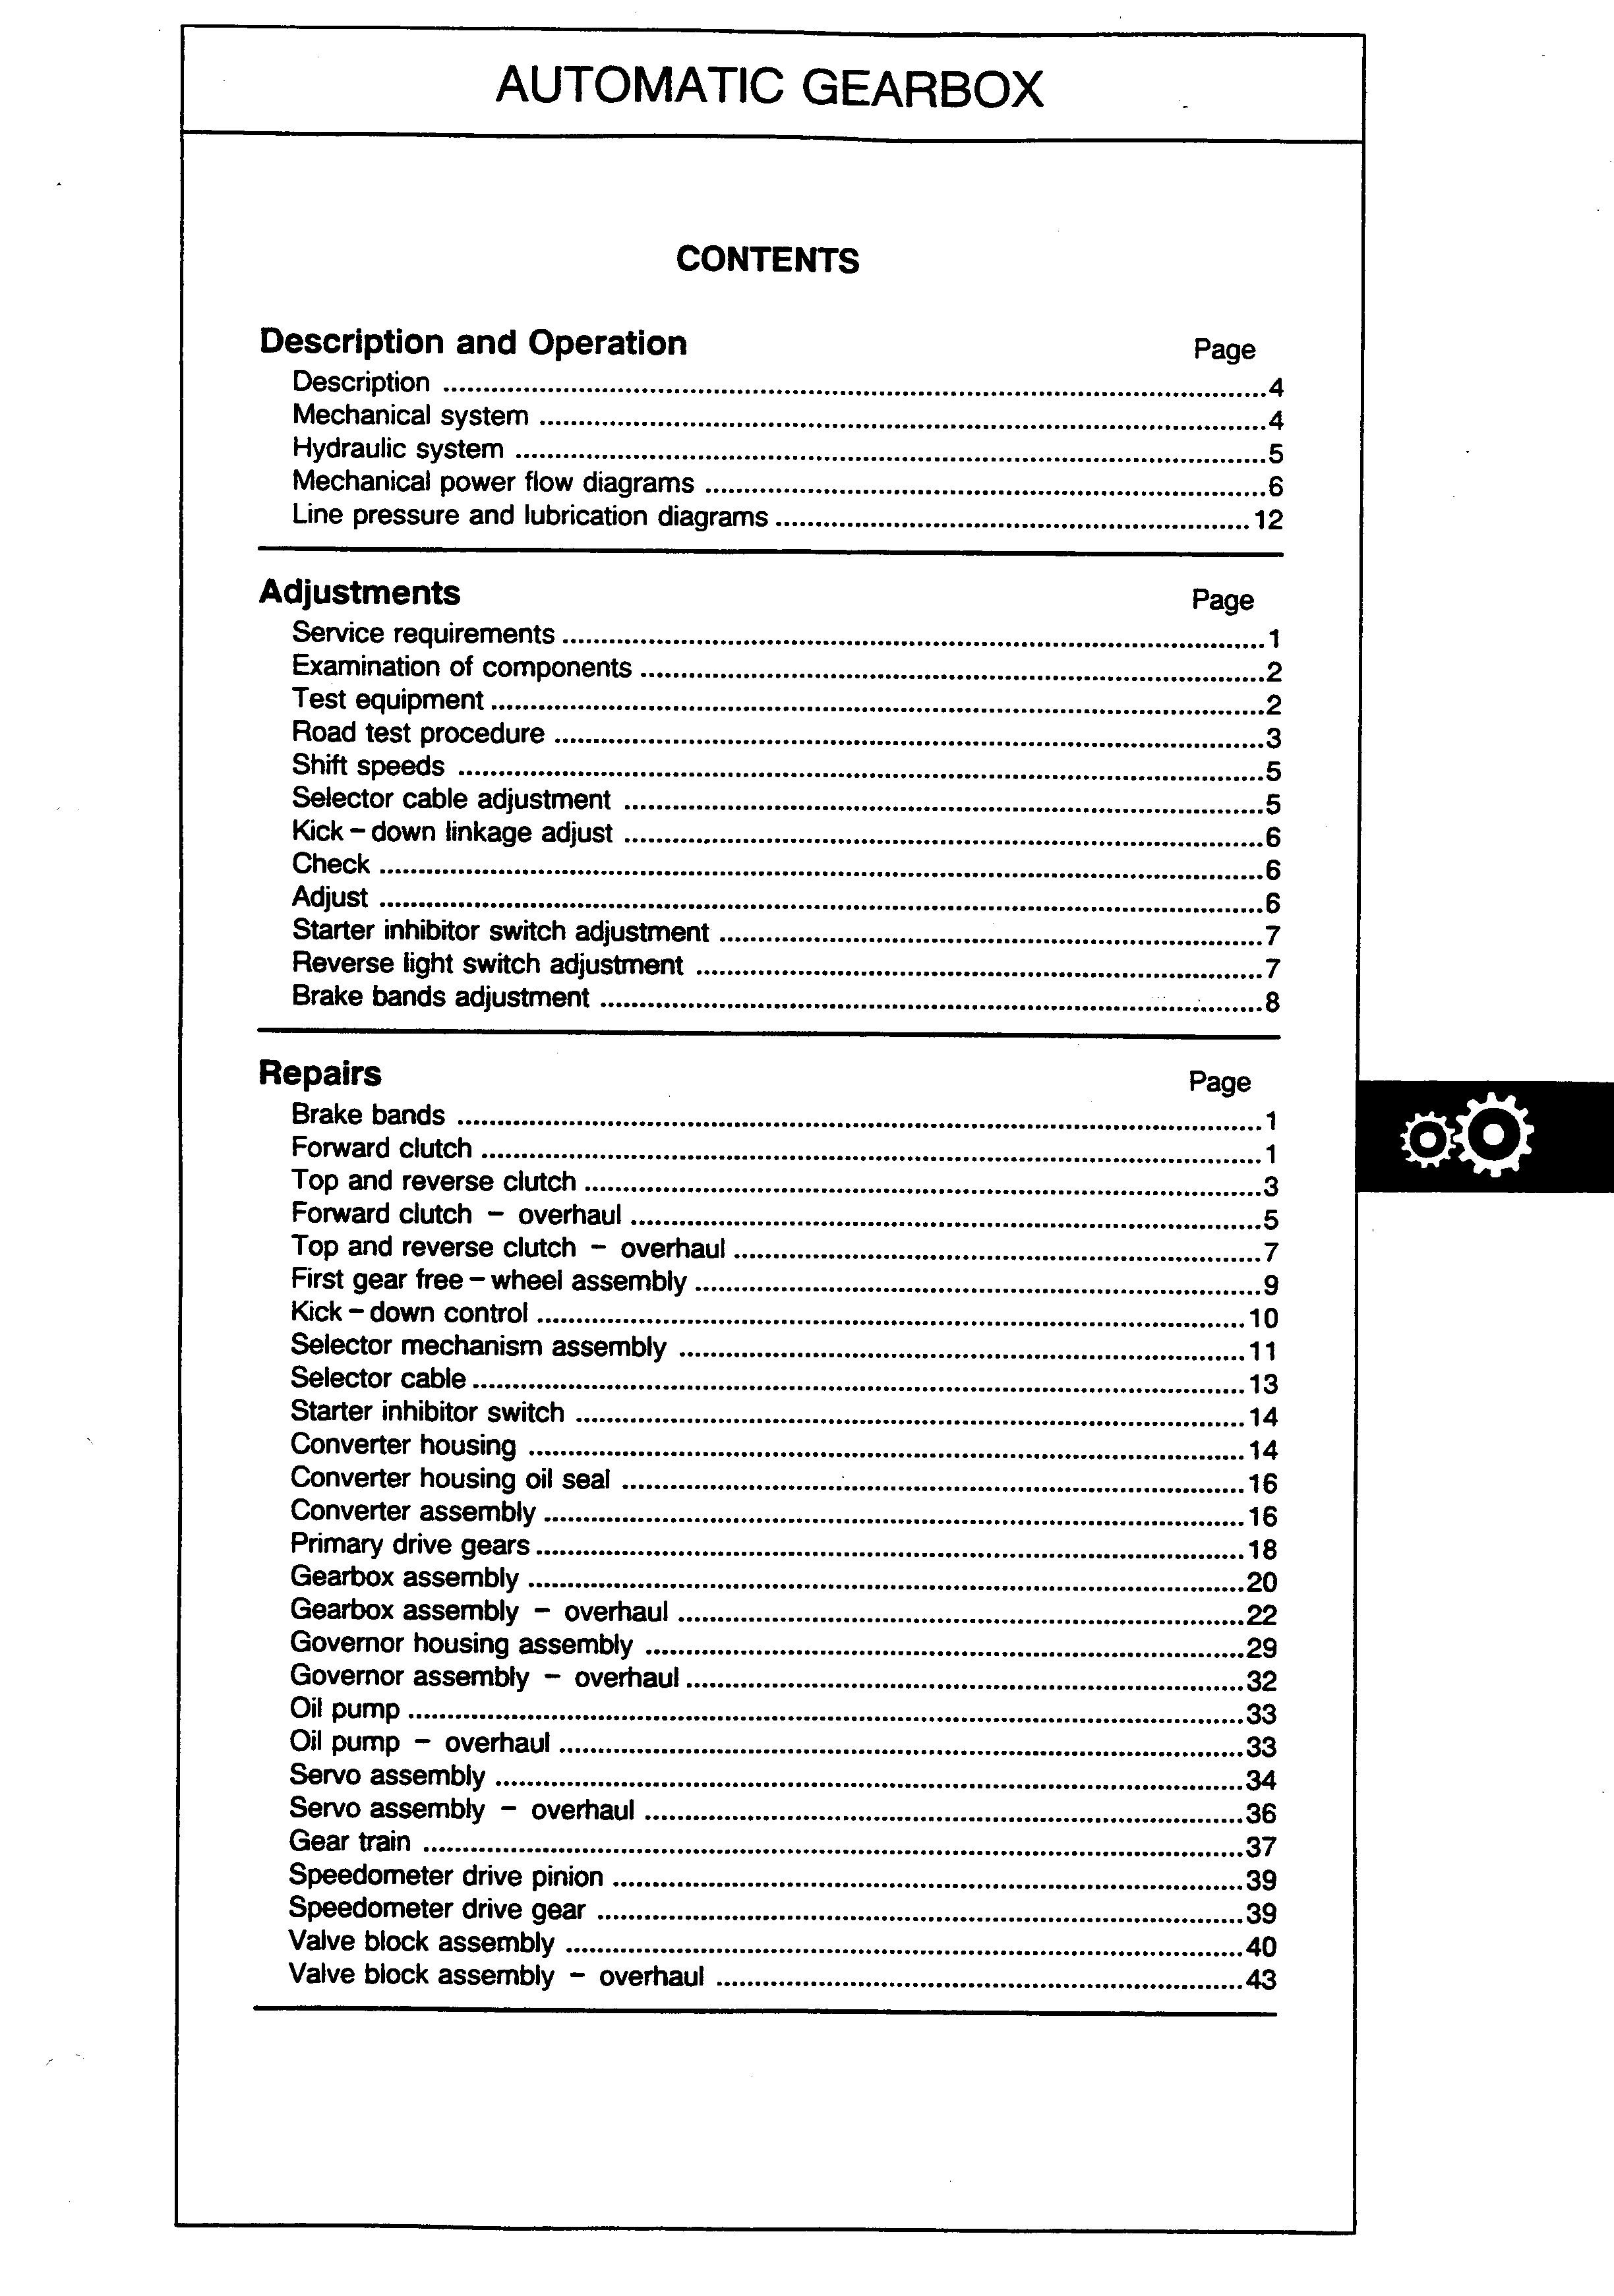 AUTOMATIC GEARBOX
CONTENTS
Description and Operation Page
Description ........ 4
Mechanical system ........ 4
Hydraulic system ........ 5
Mechanical power flow diagrams ........ 6
Line pressure and lubrication diagrams ........ 12
Adjustments Page
Service requirements ........ 1
Examination of components ........ 2
Test equipment ........ 2
Road test procedure ........ 3
Shift speeds ........ 5
Selector cable adjustment ........ 5
Kick – down linkage adjust ........ 6
Check ........ 6
Adjust ........ 6
Starter inhibitor switch adjustment ........ 7
Reverse light switch adjustment ........ 7
Brake bands adjustment ........ 8
Repairs Page
Brake bands ........ 1
Forward clutch ........ 1
Top and reverse clutch ........ 3
Forward clutch – overhaul ........ 5
Top and reverse clutch – overhaul ........ 7
First gear free – wheel assembly ........ 9
Kick – down control ........ 10
Selector mechanism assembly ........ 11
Selector cable ........ 13
Starter inhibitor switch ........ 14
Converter housing ........ 14
Converter housing oil seal ........ 16
Converter assembly ........ 16
Primary drive gears ........ 18
Gearbox assembly ........ 20
Gearbox assembly – overhaul ........ 22
Governor housing assembly ........ 29
Governor assembly – overhaul ........ 32
Oil pump ........ 33
Oil pump – overhaul ........ 33
Servo assembly ........ 34
Servo assembly – overhaul ........ 36
Gear train ........ 37
Speedometer drive pinion ........ 39
Speedometer drive gear ........ 39
Valve block assembly ........ 40
Valve block assembly – overhaul ........ 43